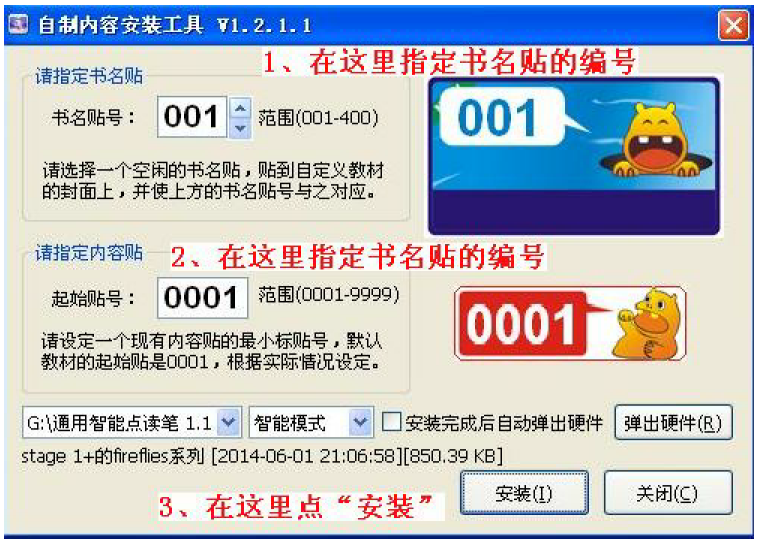 自制内容安装工具 V1.2.1.1
1、在这里指定书名贴的编号
请指定书名贴
书名贴号： 001 范围(001-400)
001
请选择一个空闲的书名贴，贴到自定义教材
的封面上，并使上方的书名贴号与之对应。
请指定内容贴
2、在这里指定书名贴的编号
起始贴号： 0001 范围(0001-9999)
0001
请设定一个现有内容贴的最小标贴号，默认
教材的起始贴是0001，根据实际情况设定。
G:\通用智能点读笔 1.1 智能模式 安装完成后自动弹出硬件 弹出硬件(R)
stage 1+的fireflies系列 [2014-06-01 21:06:58][850.39 KB]
3、在这里点“安装” 安装(I) 关闭(C)